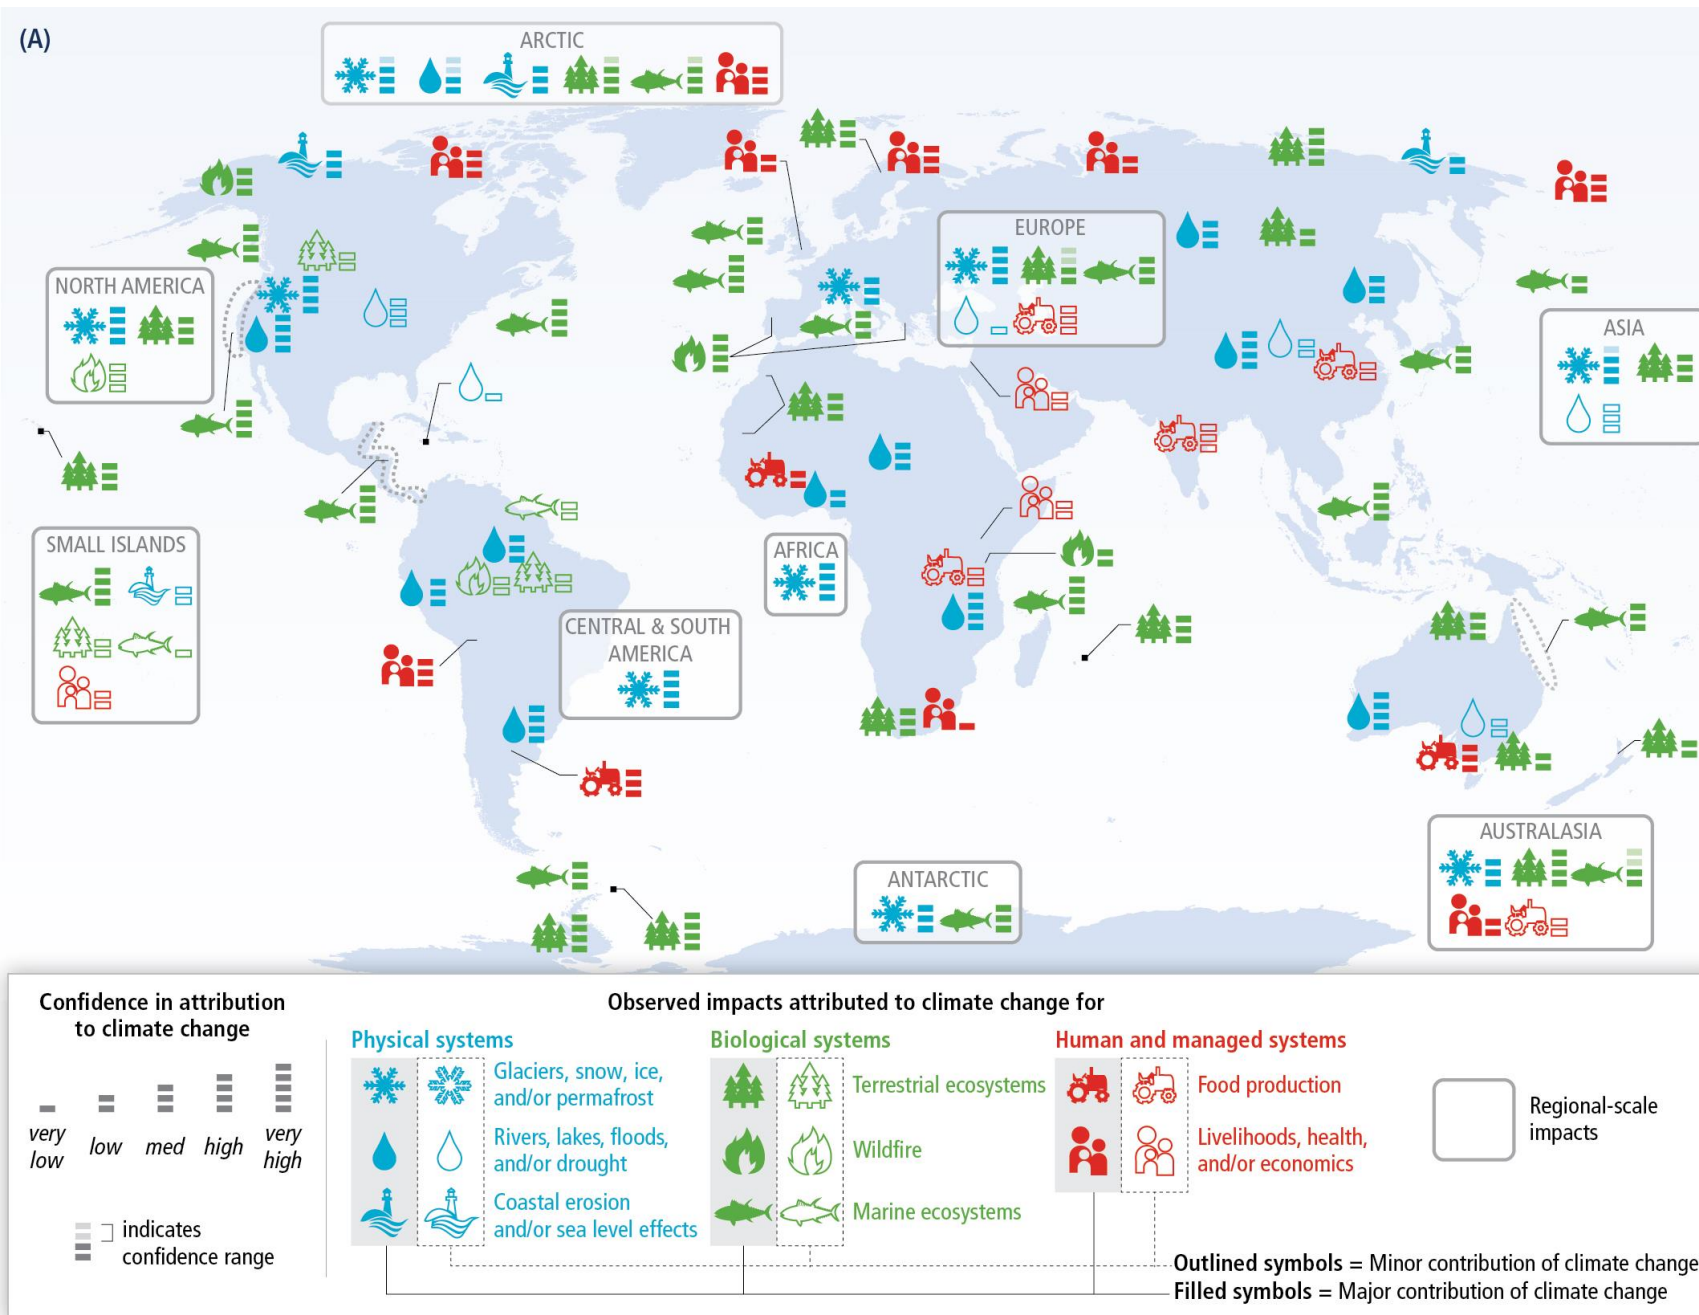 (A)
ARCTIC
EUROPE
NORTH AMERICA
ASIA
SMALL ISLANDS
AFRICA
CENTRAL & SOUTH
AMERICA
AUSTRALASIA
ANTARCTIC
Confidence in attribution
to climate change
very
low
low
med
high
very
high
indicates
confidence range
Observed impacts attributed to climate change for
Physical systems
Glaciers, snow, ice,
and/or permafrost
Rivers, lakes, floods,
and/or drought
Coastal erosion
and/or sea level effects
Biological systems
Terrestrial ecosystems
Wildfire
Marine ecosystems
Human and managed systems
Food production
Livelihoods, health,
and/or economics
Regional-scale
impacts
Outlined symbols = Minor contribution of climate change
Filled symbols = Major contribution of climate change